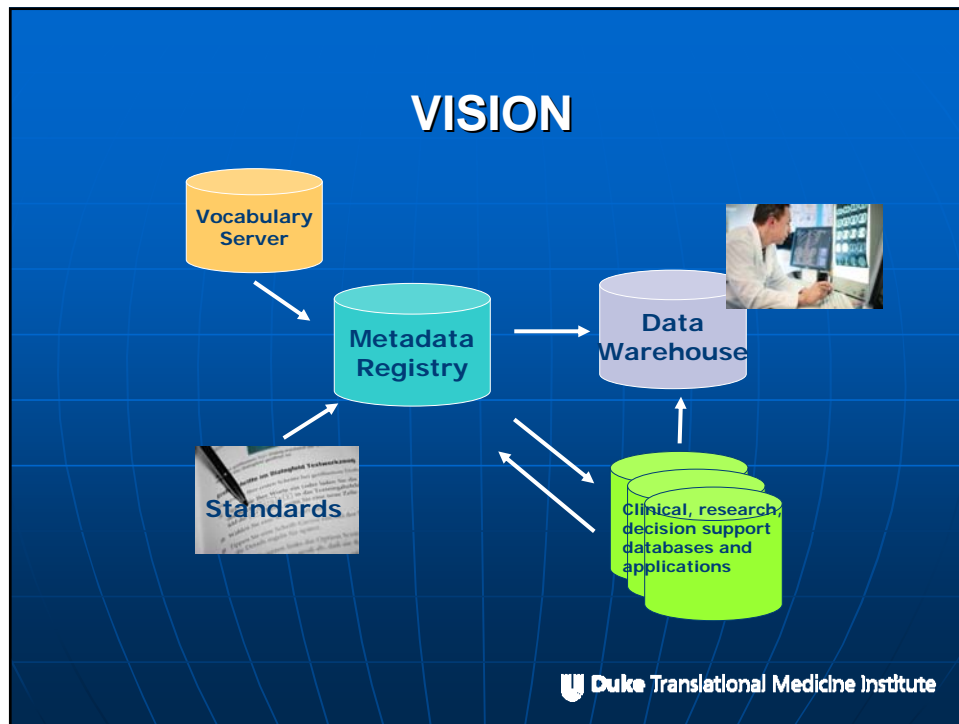 VISION
Vocabulary
Server
Metadata
Registry
Data
Warehouse
Standards
Clinical, research,
decision support
databases and
applications
Duke Translational Medicine Institute